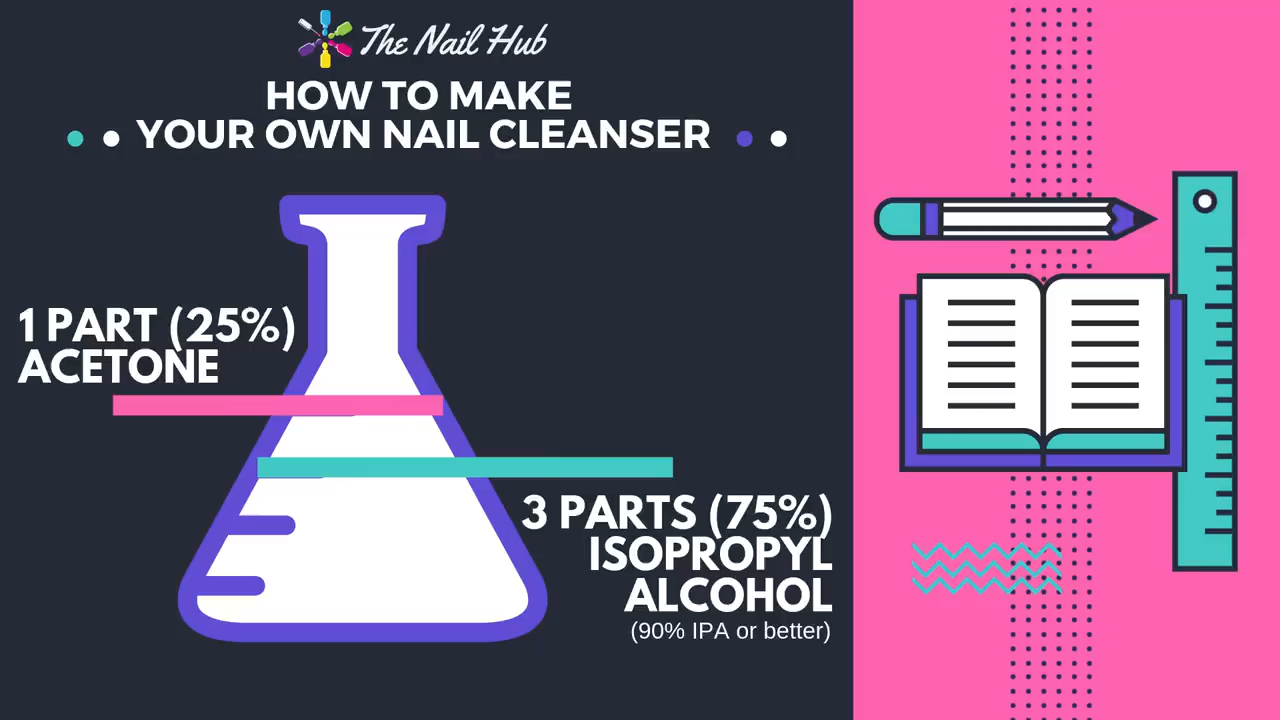 The Nail Hub
HOW TO MAKE
YOUR OWN NAIL CLEANSER
1 PART (25%)
ACETONE
3 PARTS (75%)
ISOPROPYL
ALCOHOL
(90% IPA or better)